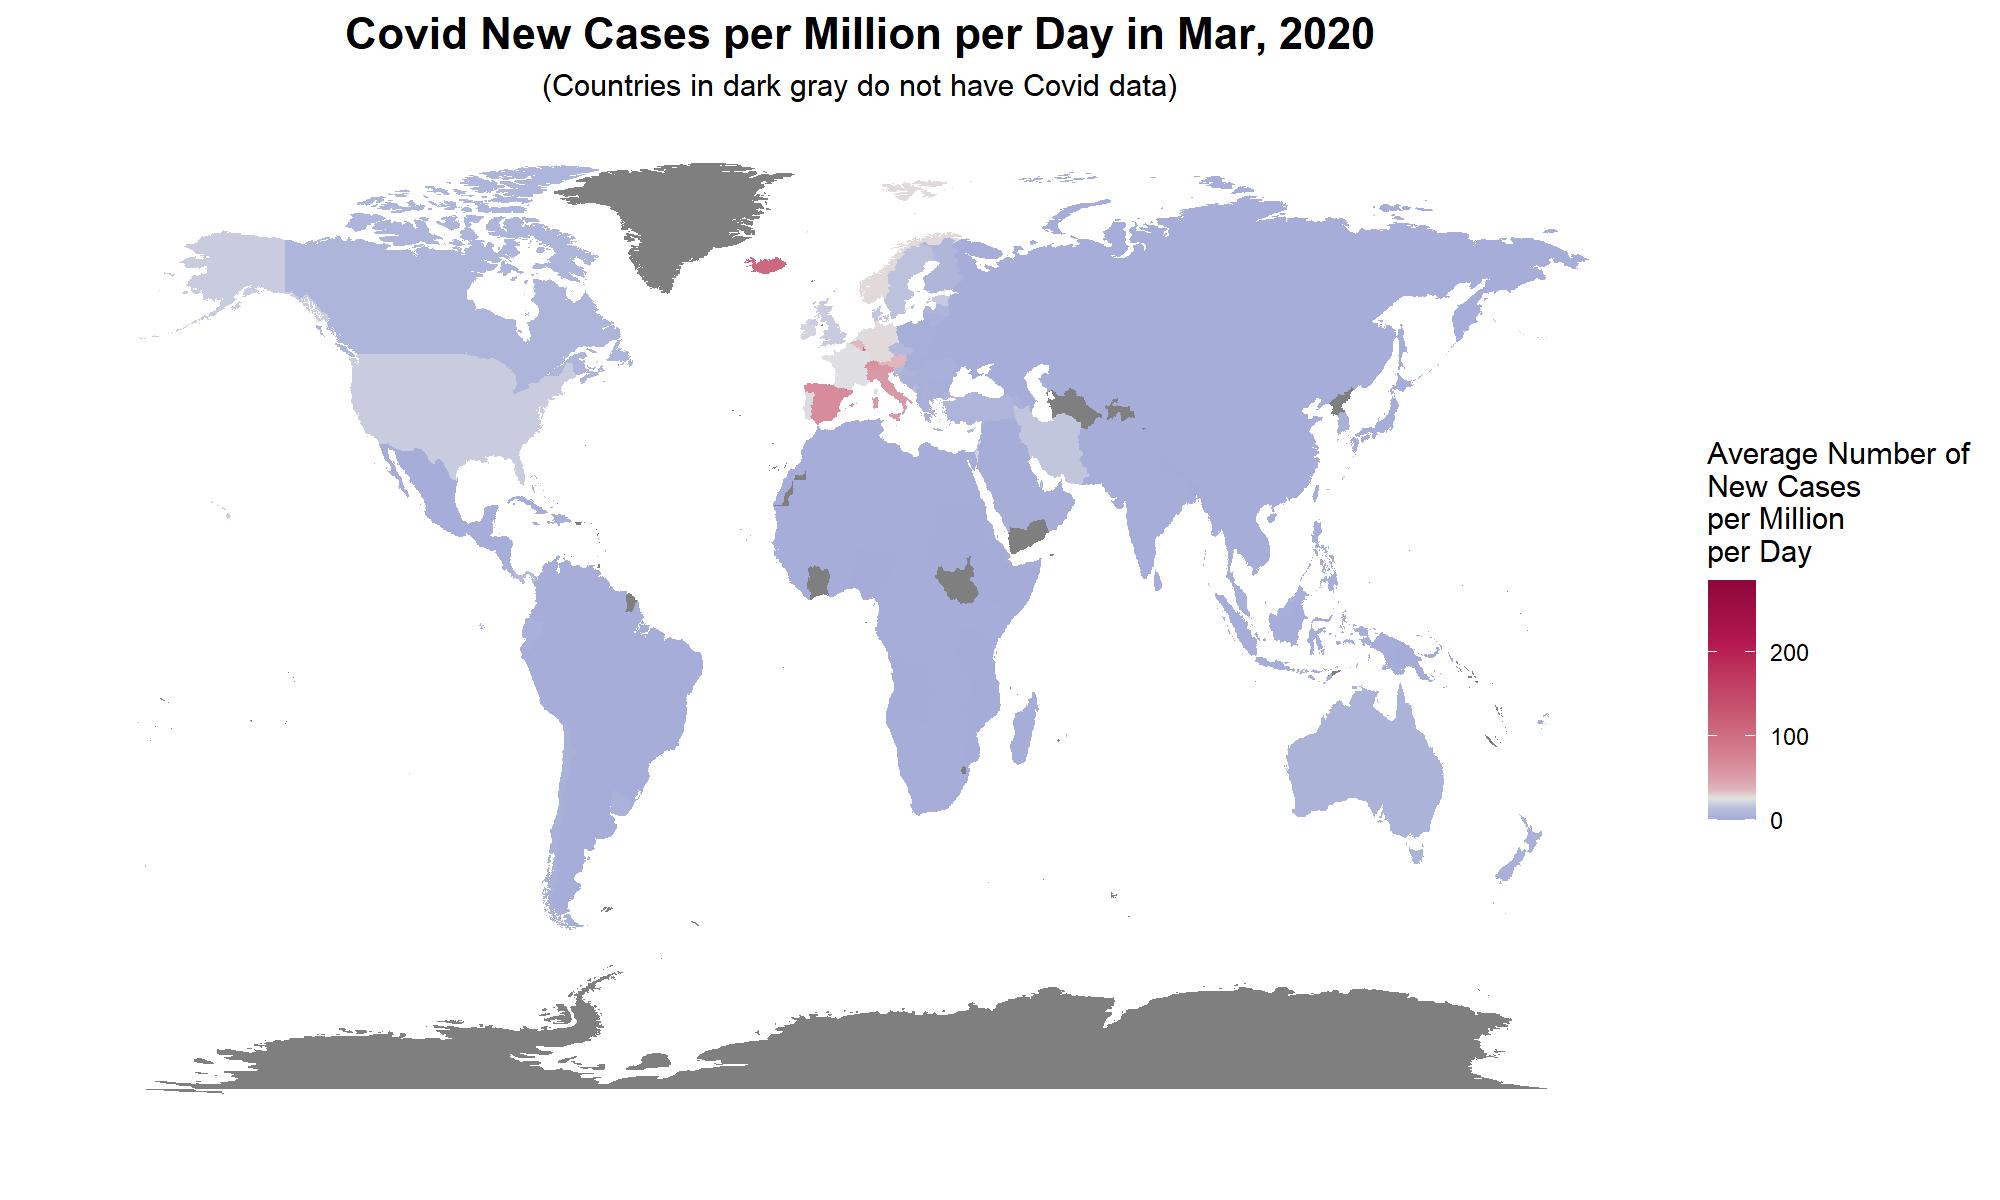 Covid New Cases per Million per Day in Mar, 2020
(Countries in dark gray do not have Covid data)
Average Number of
New Cases
per Million
per Day
200
100
0